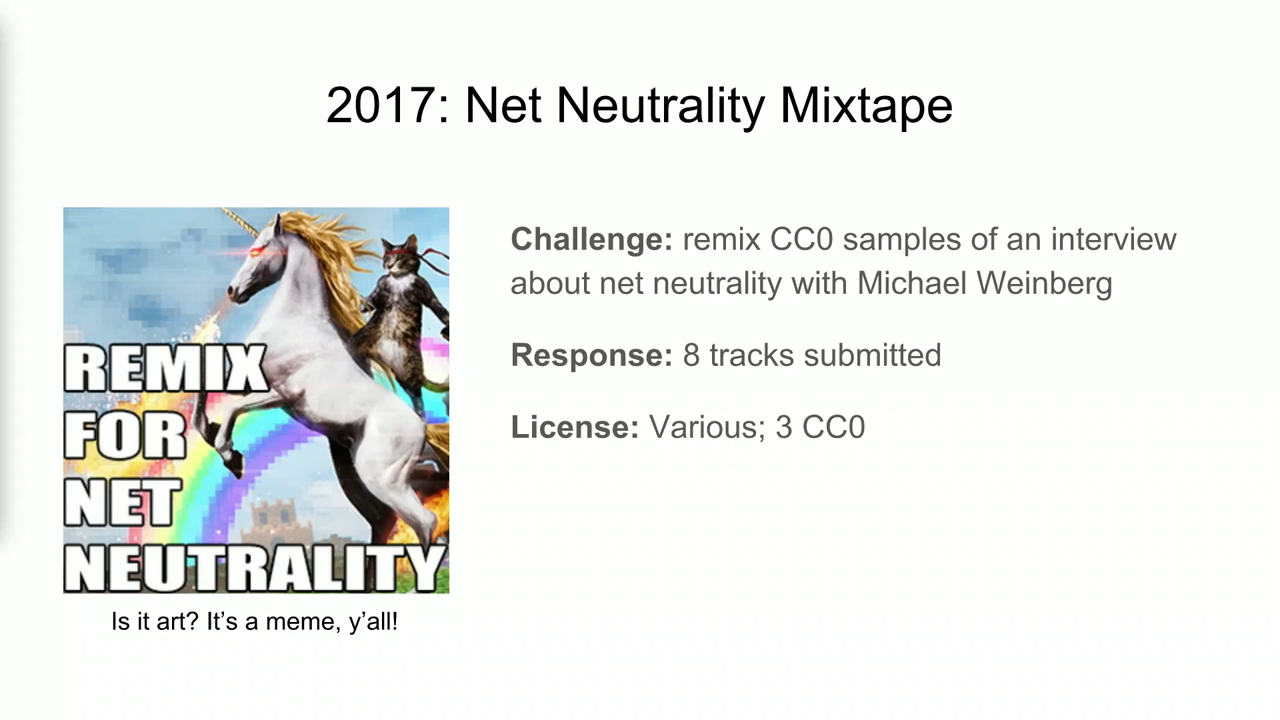 2017: Net Neutrality Mixtape
REMIX
FOR
NET
NEUTRALITY
Is it art? It’s a meme, y’all!
Challenge: remix CC0 samples of an interview
about net neutrality with Michael Weinberg
Response: 8 tracks submitted
License: Various; 3 CC0